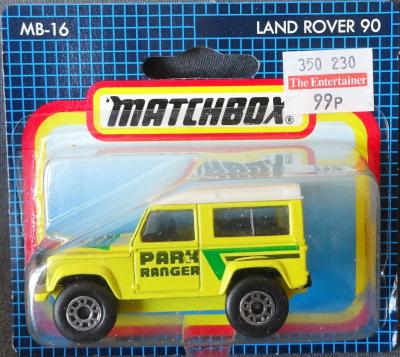 MB-16
LAND ROVER 90
350 230
The Entertainer
99P
MATCHBOX®
PARK
RANGER